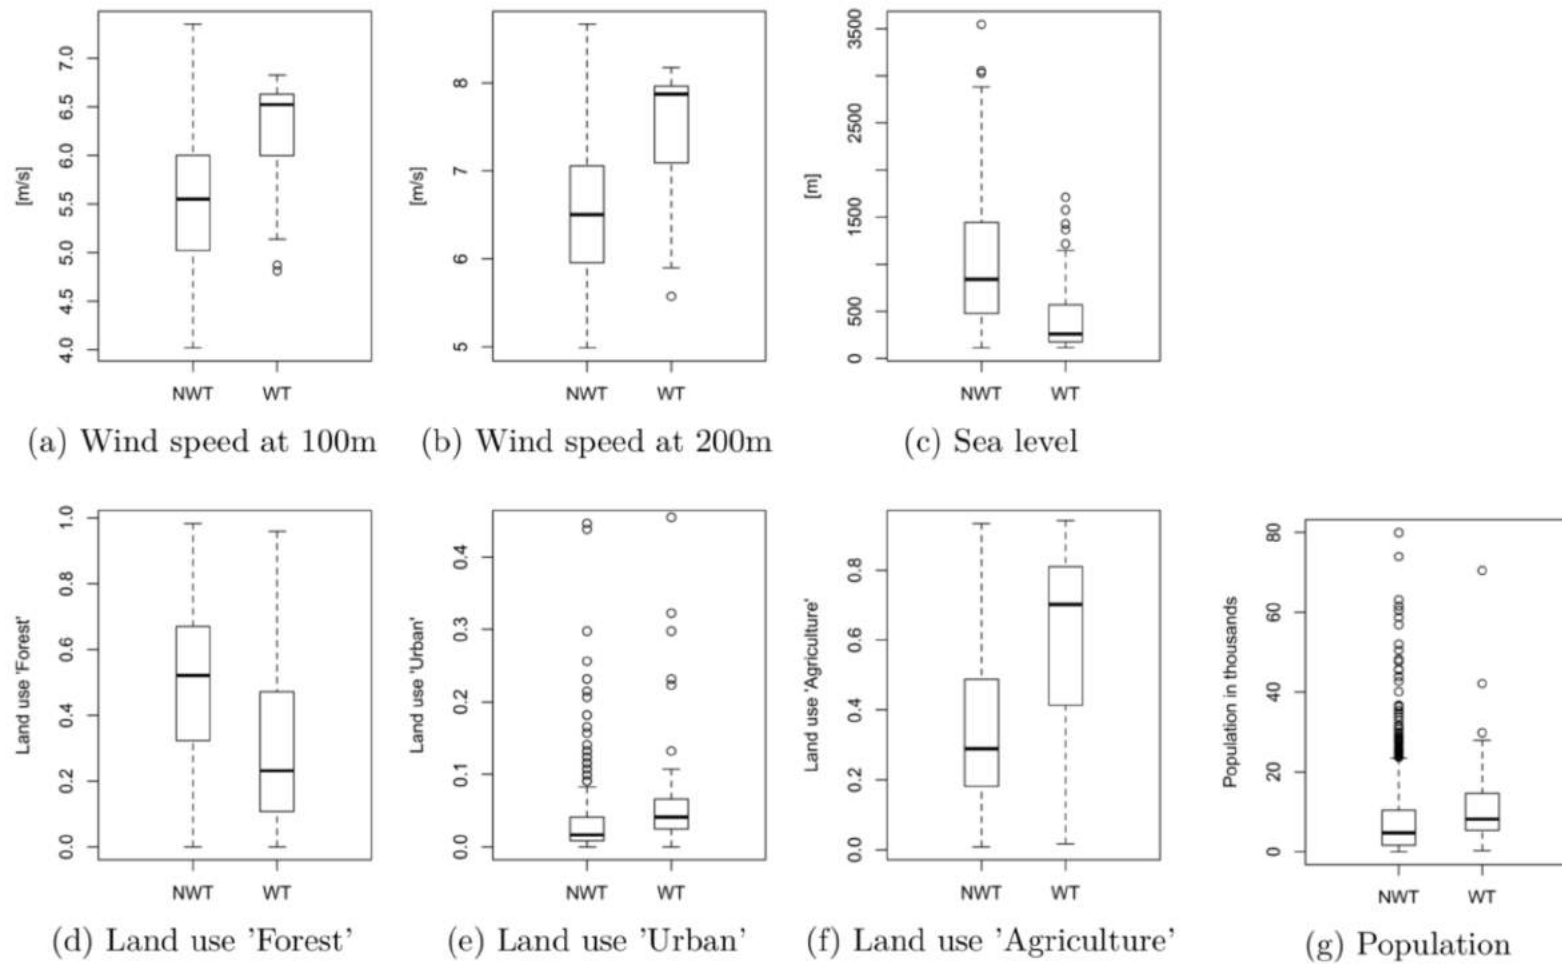 [m/s]
7.0
6.5
6.0
5.5
5.0
4.5
4.0
NWT WT
(a) Wind speed at 100m
[m/s]
8
7
6
5
NWT WT
(b) Wind speed at 200m
[m]
3500
2500
1500
500
0
NWT WT
(c) Sea level
Land use 'Forest'
1.0
0.8
0.6
0.4
0.2
0.0
NWT WT
(d) Land use 'Forest'
Land use 'Urban'
0.4
0.3
0.2
0.1
0.0
NWT WT
(e) Land use 'Urban'
Land use 'Agriculture'
0.8
0.6
0.4
0.2
0.0
NWT WT
(f) Land use 'Agriculture'
Population in thousands
80
60
40
20
0
NWT WT
(g) Population